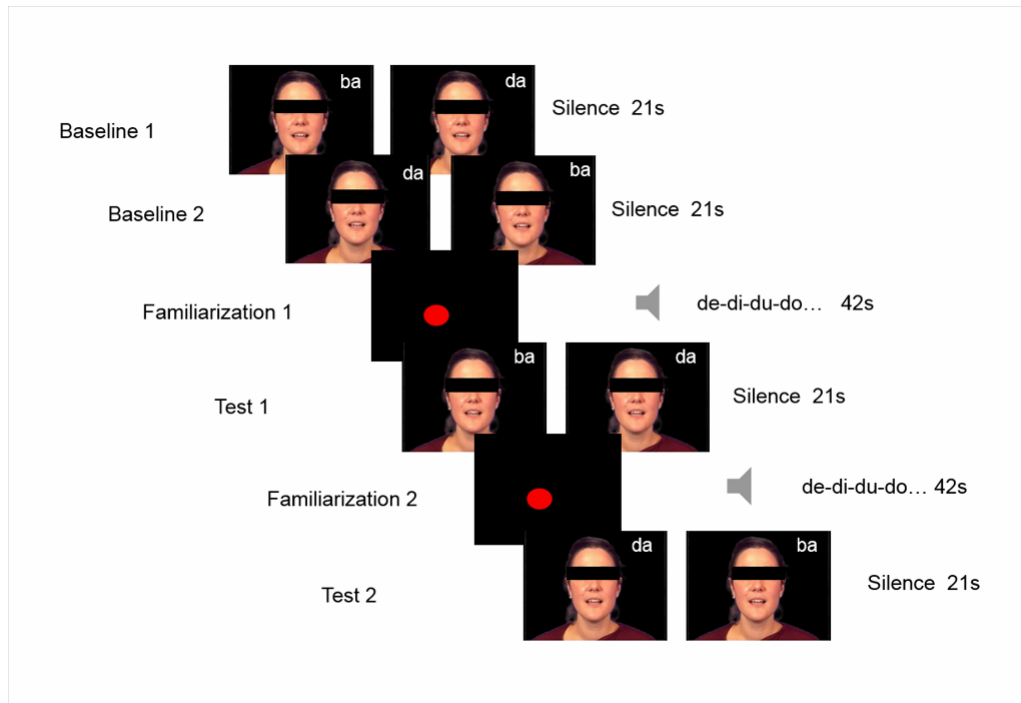 ba
da
Silence 21s
Baseline 1
da
ba
Silence 21s
Baseline 2
Familiarization 1
de-di-du-do… 42s
ba
da
Silence 21s
Test 1
Familiarization 2
de-di-du-do… 42s
da
ba
Silence 21s
Test 2